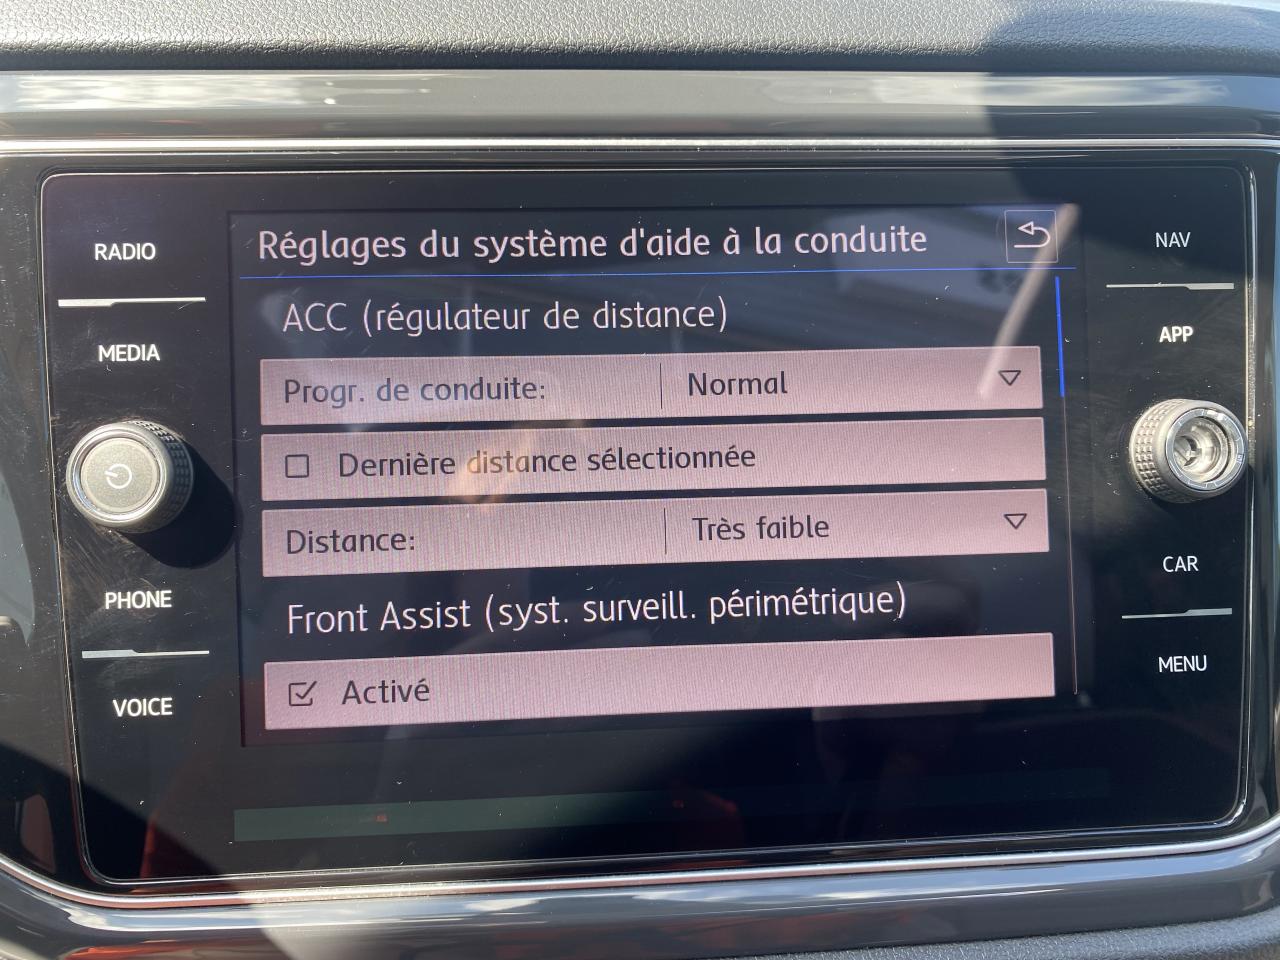 RADIO
MEDIA
PHONE
VOICE
Réglages du système d'aide à la conduite
ACC (régulateur de distance)
Progr. de conduite: Normal
Dernière distance sélectionnée
Distance: Très faible
Front Assist (syst. surveill. périmétrique)
Activé
NAV
APP
CAR
MENU